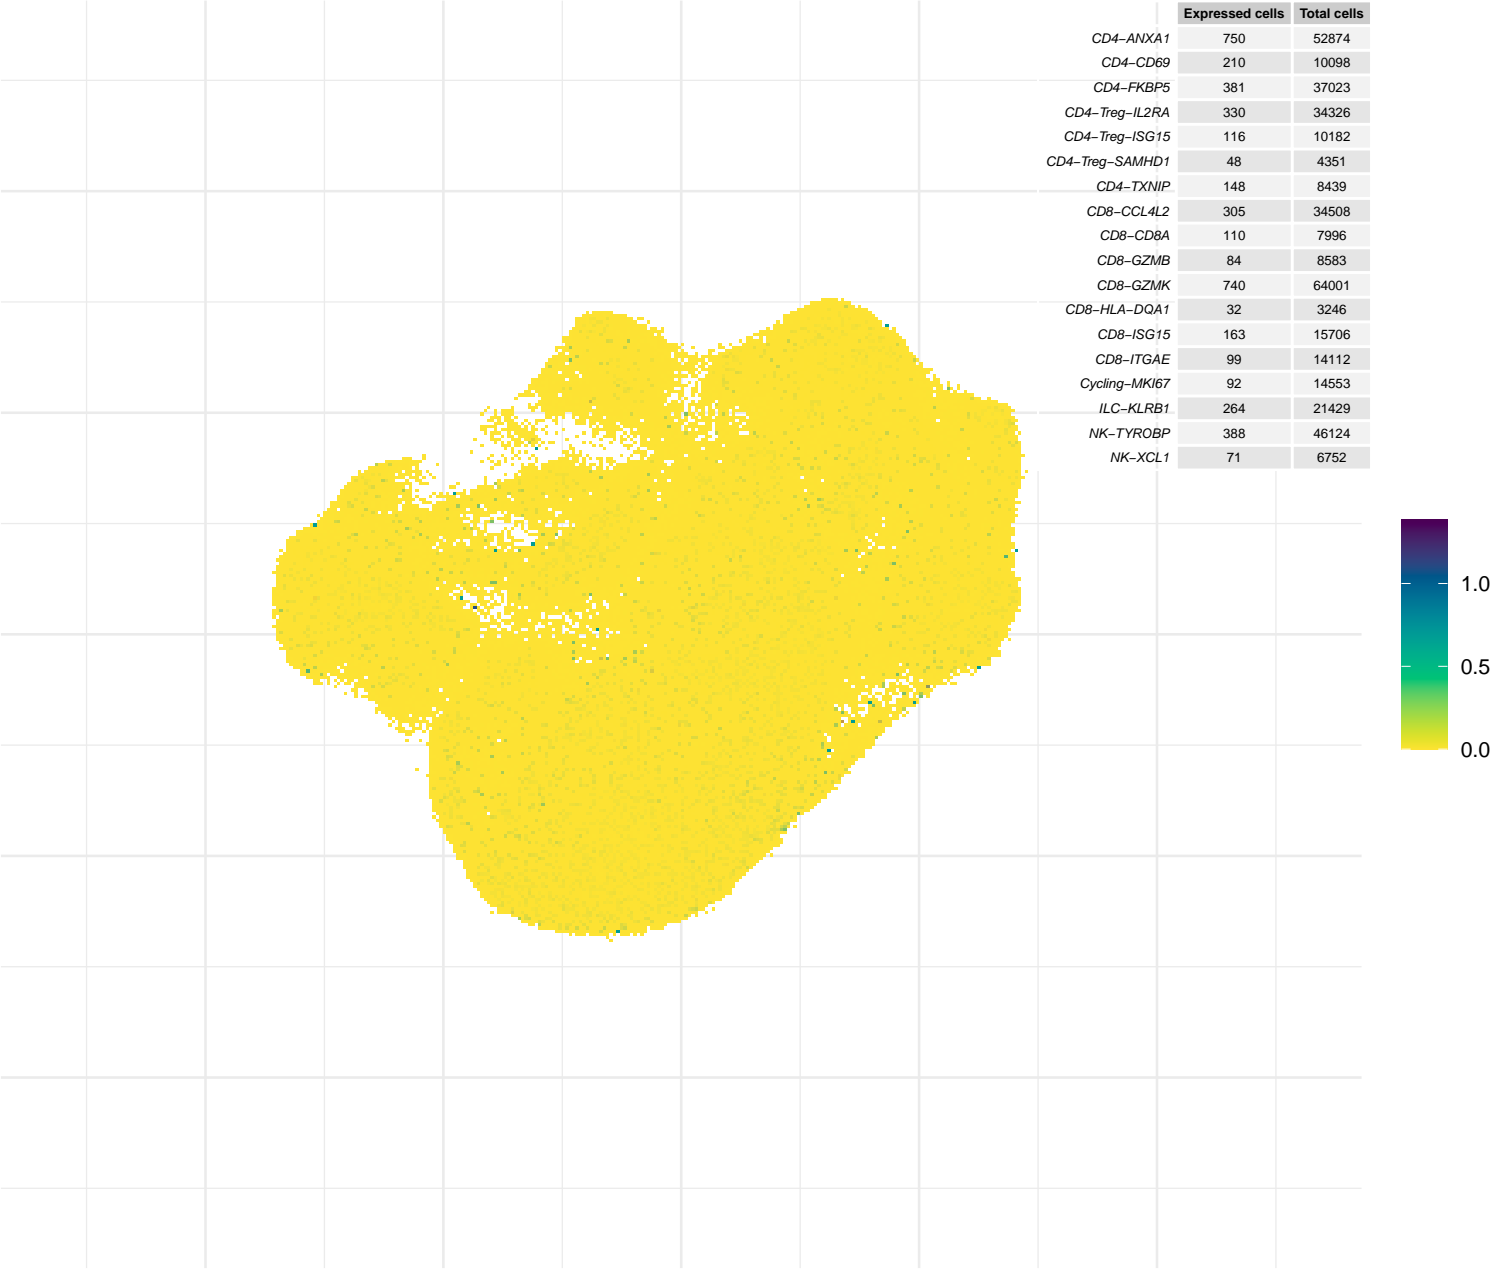 Expressed cells Total cells
CD4−ANXA1 750 52874
CD4−CD69 210 10098
CD4−FKBP5 381 37023
CD4−Treg−IL2RA 330 34326
CD4−Treg−ISG15 116 10182
CD4−Treg−SAMHD1 48 4351
CD4−TXNIP 148 8439
CD8−CCL4L2 305 34508
CD8−CD8A 110 7996
CD8−GZMB 84 8583
CD8−GZMK 740 64001
CD8−HLA−DQA1 32 3246
CD8−ISG15 163 15706
CD8−ITGAE 99 14112
Cycling−MKI67 92 14553
ILC−KLRB1 264 21429
NK−TYROBP 388 46124
NK−XCL1 71 6752
1.0
0.5
0.0